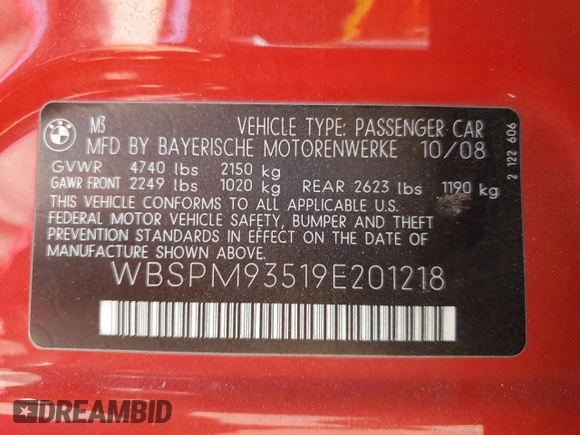 M3 VEHICLE TYPE: PASSENGER CAR
MFD BY BAYERISCHE MOTORENWERKE 10/08
GVWR 4740 lbs 2150 kg
GAWR FRONT 2249 lbs 1020 kg REAR 2623 lbs 1190 kg
THIS VEHICLE CONFORMS TO ALL APPLICABLE U.S.
FEDERAL MOTOR VEHICLE SAFETY, BUMPER AND THEFT
PREVENTION STANDARDS IN EFFECT ON THE DATE OF
MANUFACTURE SHOWN ABOVE.
WBSPM93519E201218
2 122 606
BMW
DREAMBID